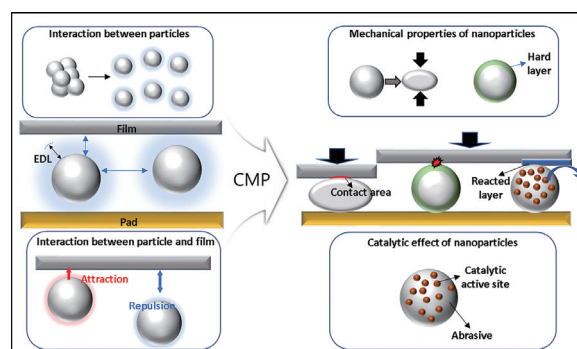 Interaction between particles
Film
EDL
Pad
Interaction between particle and film
Attraction
Repulsion
CMP
Mechanical properties of nanoparticles
Hard
layer
Contact area
Reacted
layer
Catalytic effect of nanoparticles
Catalytic
active site
Abrasive